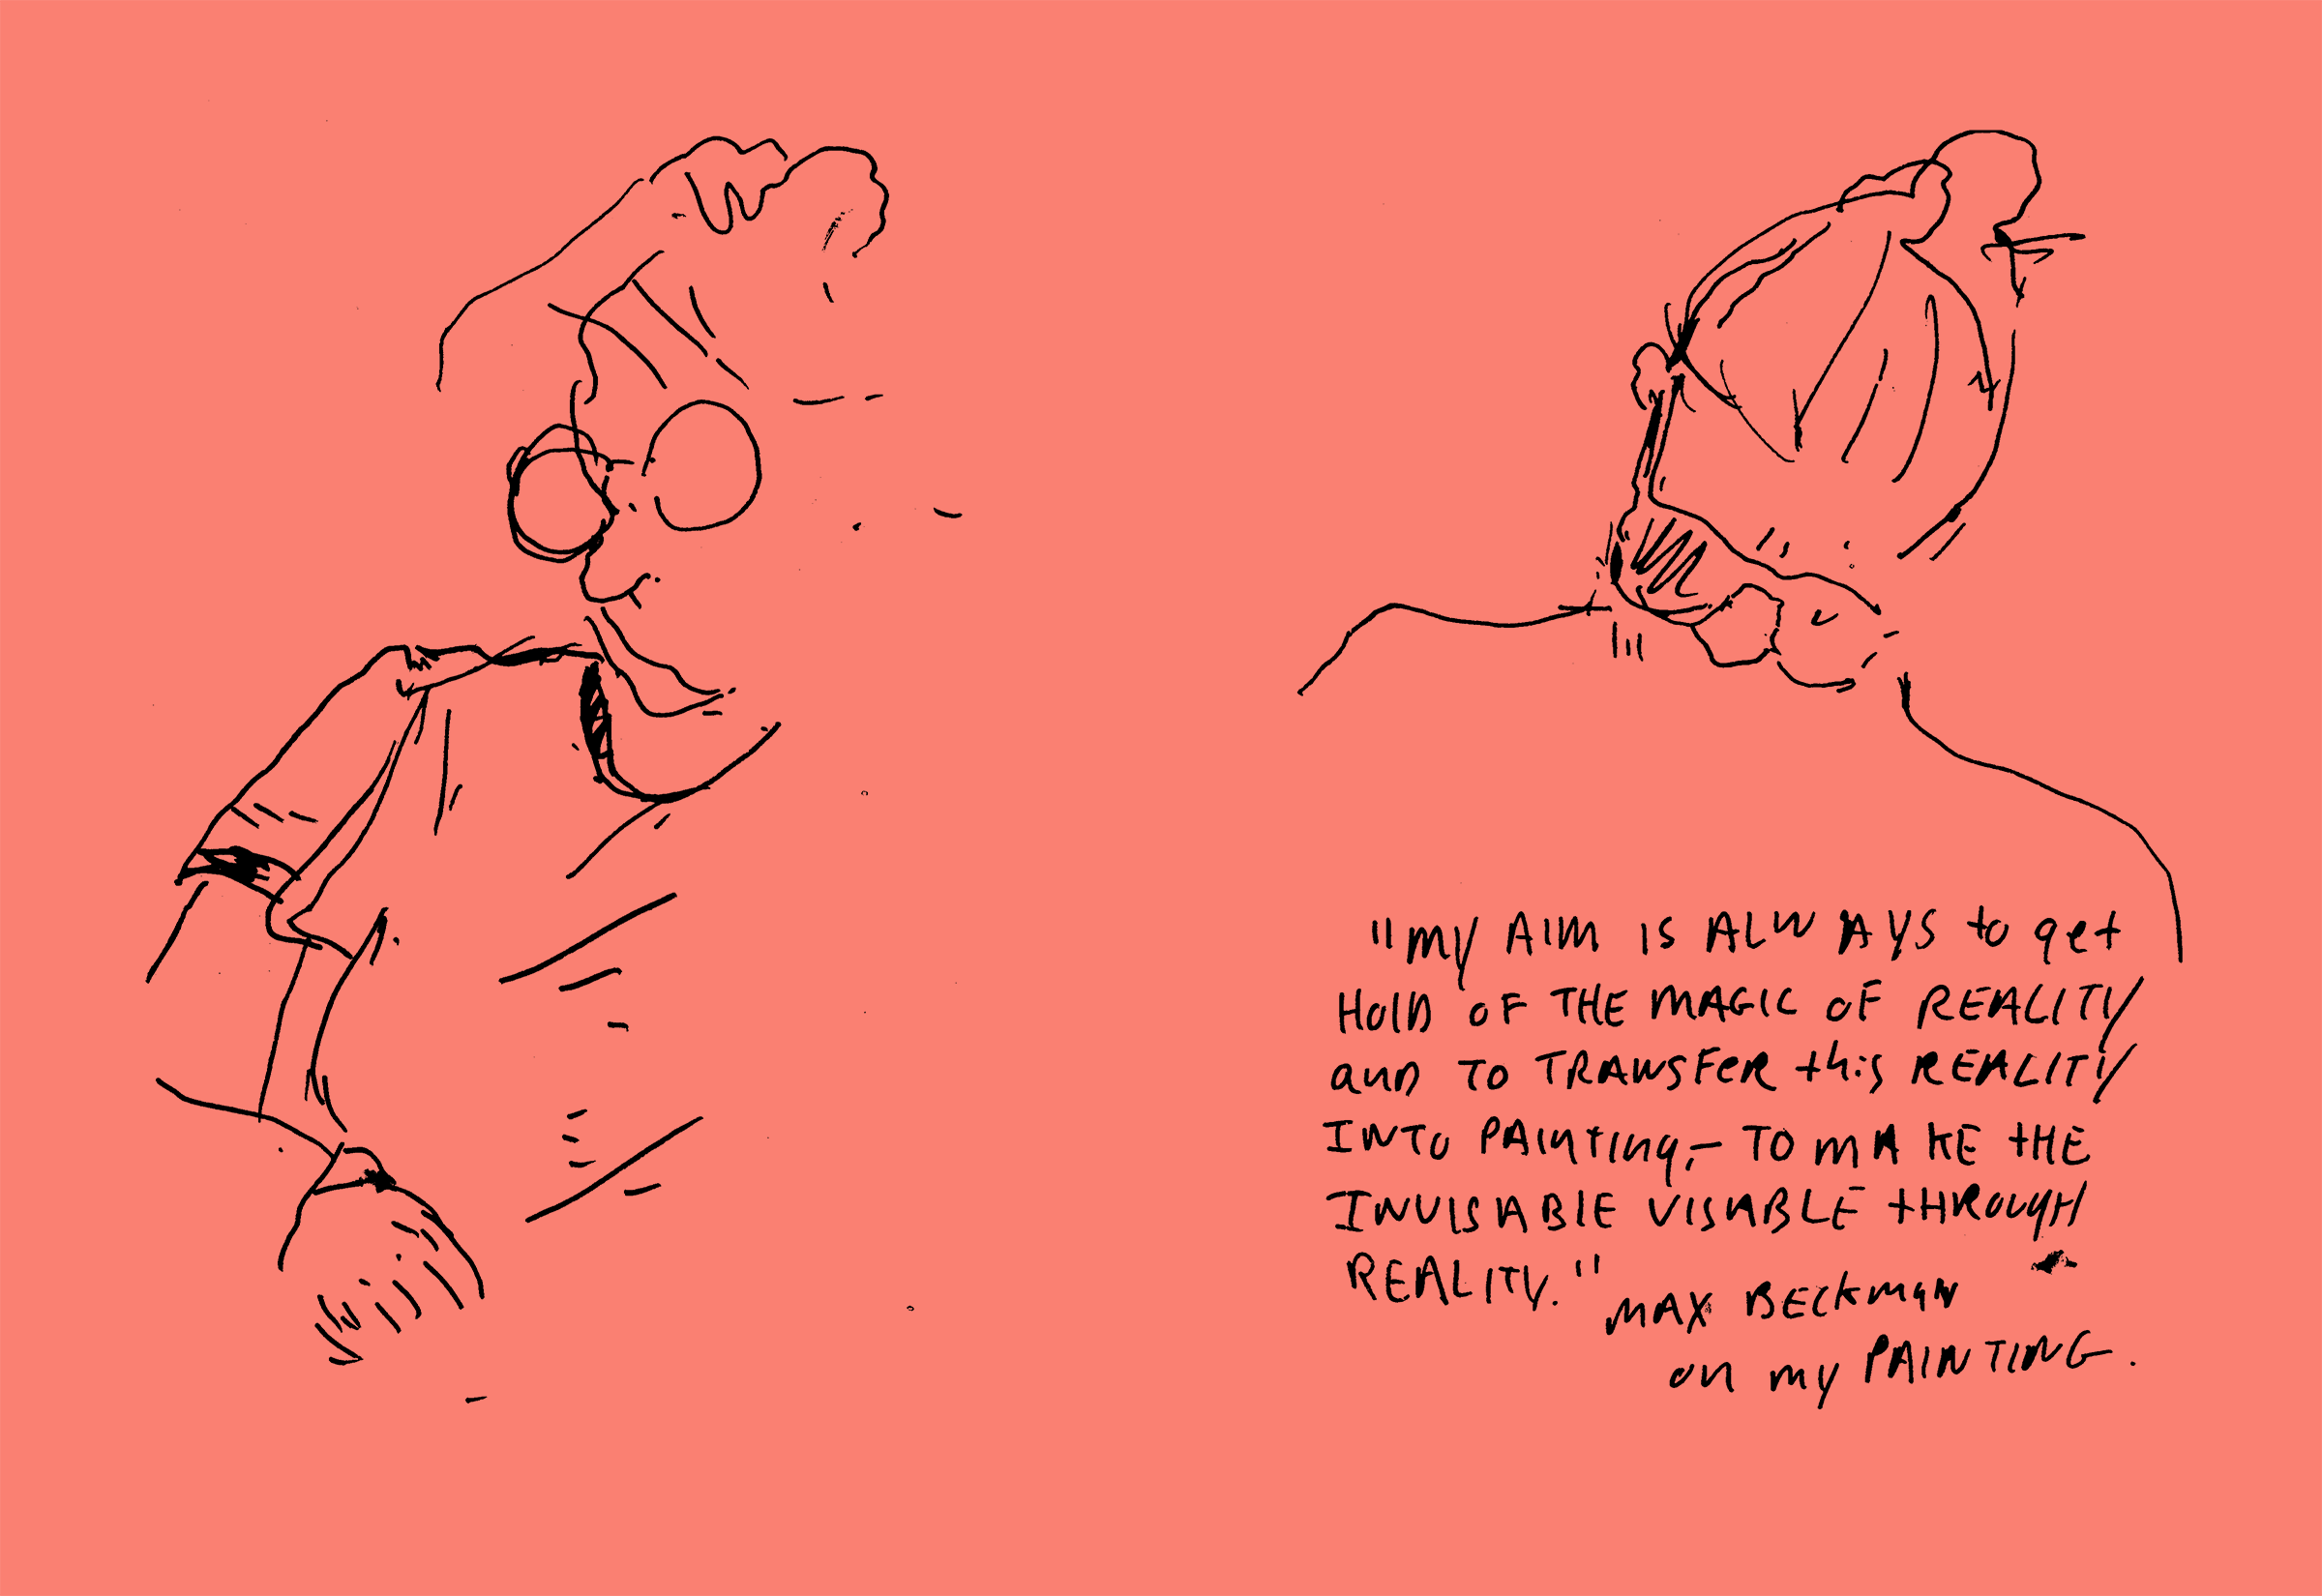 "my AIM IS ALWAYS to get
HolD OF THE MAGIC OF REALITY
anD TO TRANSFER this REALITY
INTO PAINTing,- TO MAKE tHE
INVISABLE VISABLE tHROUgH
REALITY."
MAX BECkmAN
on my PAINTING.